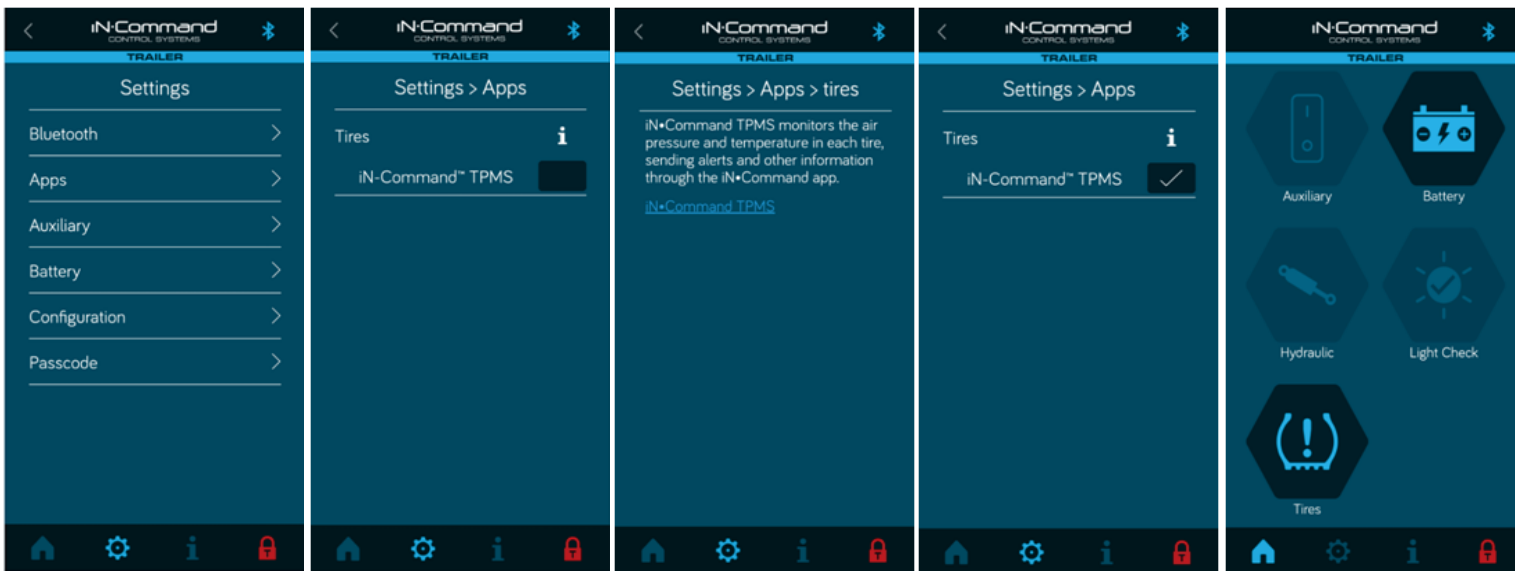 iN•Command
CONTROL SYSTEMS
TRAILER
Settings
Bluetooth
Apps
Auxiliary
Battery
Configuration
Passcode
iN•Command
CONTROL SYSTEMS
TRAILER
Settings > Apps
Tires
iN-Command™ TPMS
iN•Command
CONTROL SYSTEMS
TRAILER
Settings > Apps > tires
iN•Command TPMS monitors the air
pressure and temperature in each tire,
sending alerts and other information
through the iN•Command app.
iN•Command TPMS
iN•Command
CONTROL SYSTEMS
TRAILER
Settings > Apps
Tires
iN-Command™ TPMS
iN•Command
CONTROL SYSTEMS
TRAILER
Auxiliary
Battery
Hydraulic
Light Check
Tires